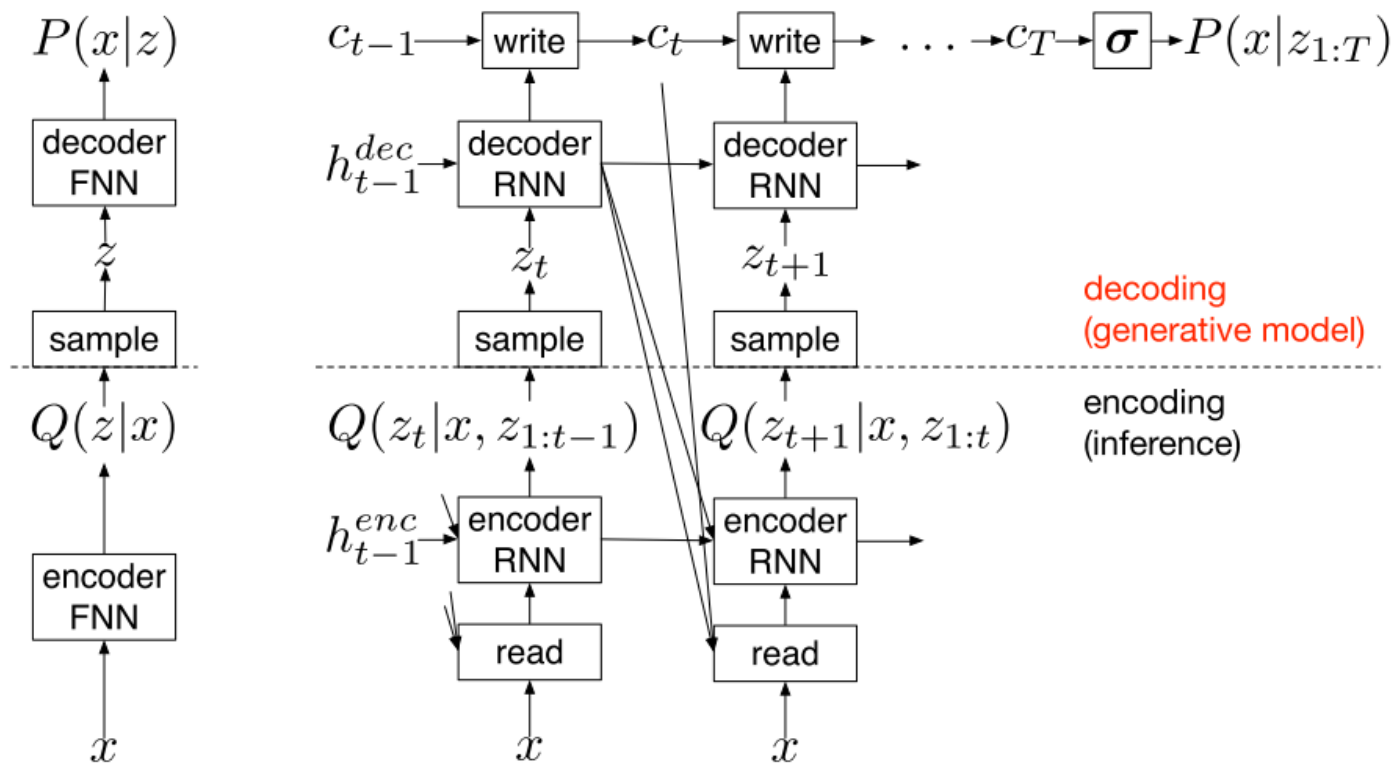 P(x|z)
decoder
FNN
z
sample
Q(z|x)
encoder
FNN
x
c_{t-1}
write
c_t
write
...
c_T
σ
P(x|z_{1:T})
h_{t-1}^{dec}
decoder
RNN
decoder
RNN
z_t
z_{t+1}
sample
sample
decoding
(generative model)
Q(z_t|x, z_{1:t-1})
Q(z_{t+1}|x, z_{1:t})
encoding
(inference)
h_{t-1}^{enc}
encoder
RNN
encoder
RNN
read
read
x
x